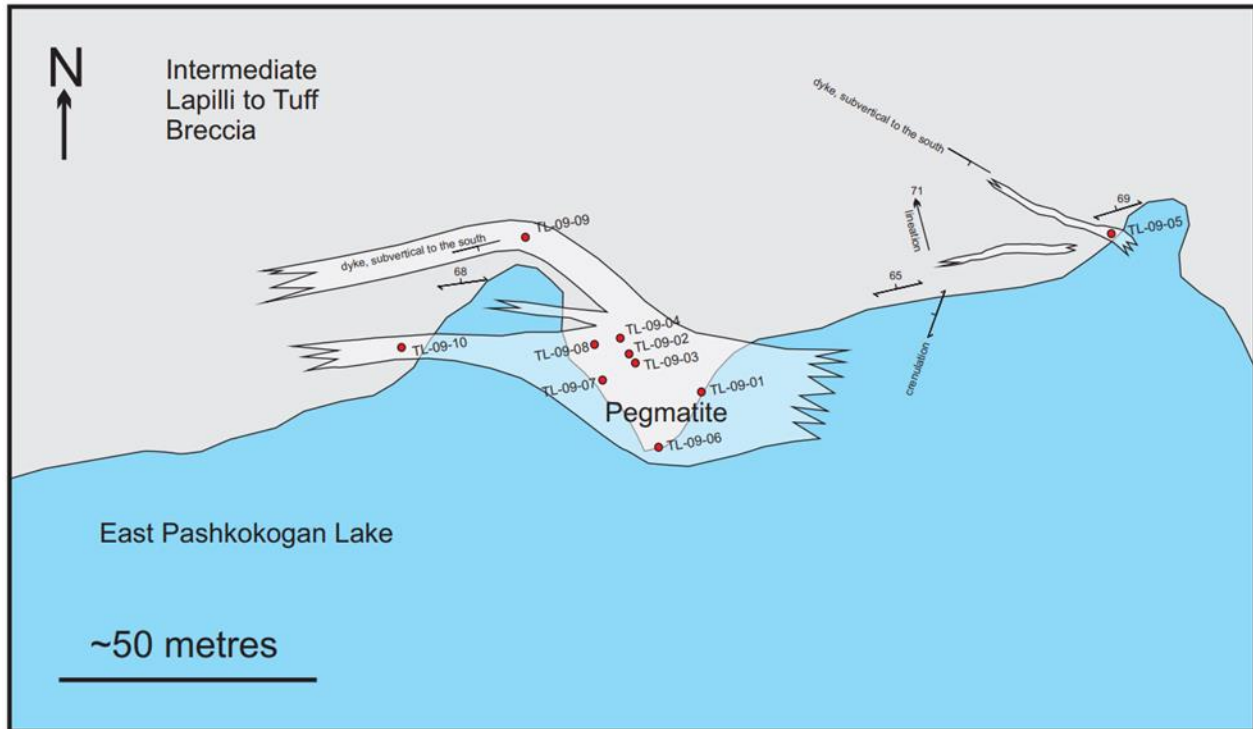 N
Intermediate
Lapilli to Tuff
Breccia
dyke, subvertical to the south
71
lineation
69
TL-09-05
TL-09-09
dyke, subvertical to the south
68
65
crenulation
TL-09-10
TL-09-04
TL-09-02
TL-09-03
TL-09-08
TL-09-07
TL-09-01
Pegmatite
TL-09-06
East Pashkokogan Lake
~50 metres